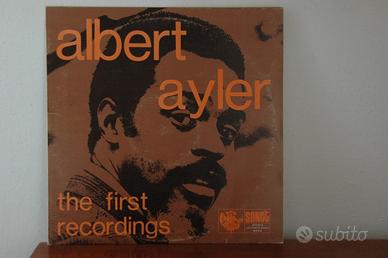 albert
ayler
the first
recordings
SONET
subito